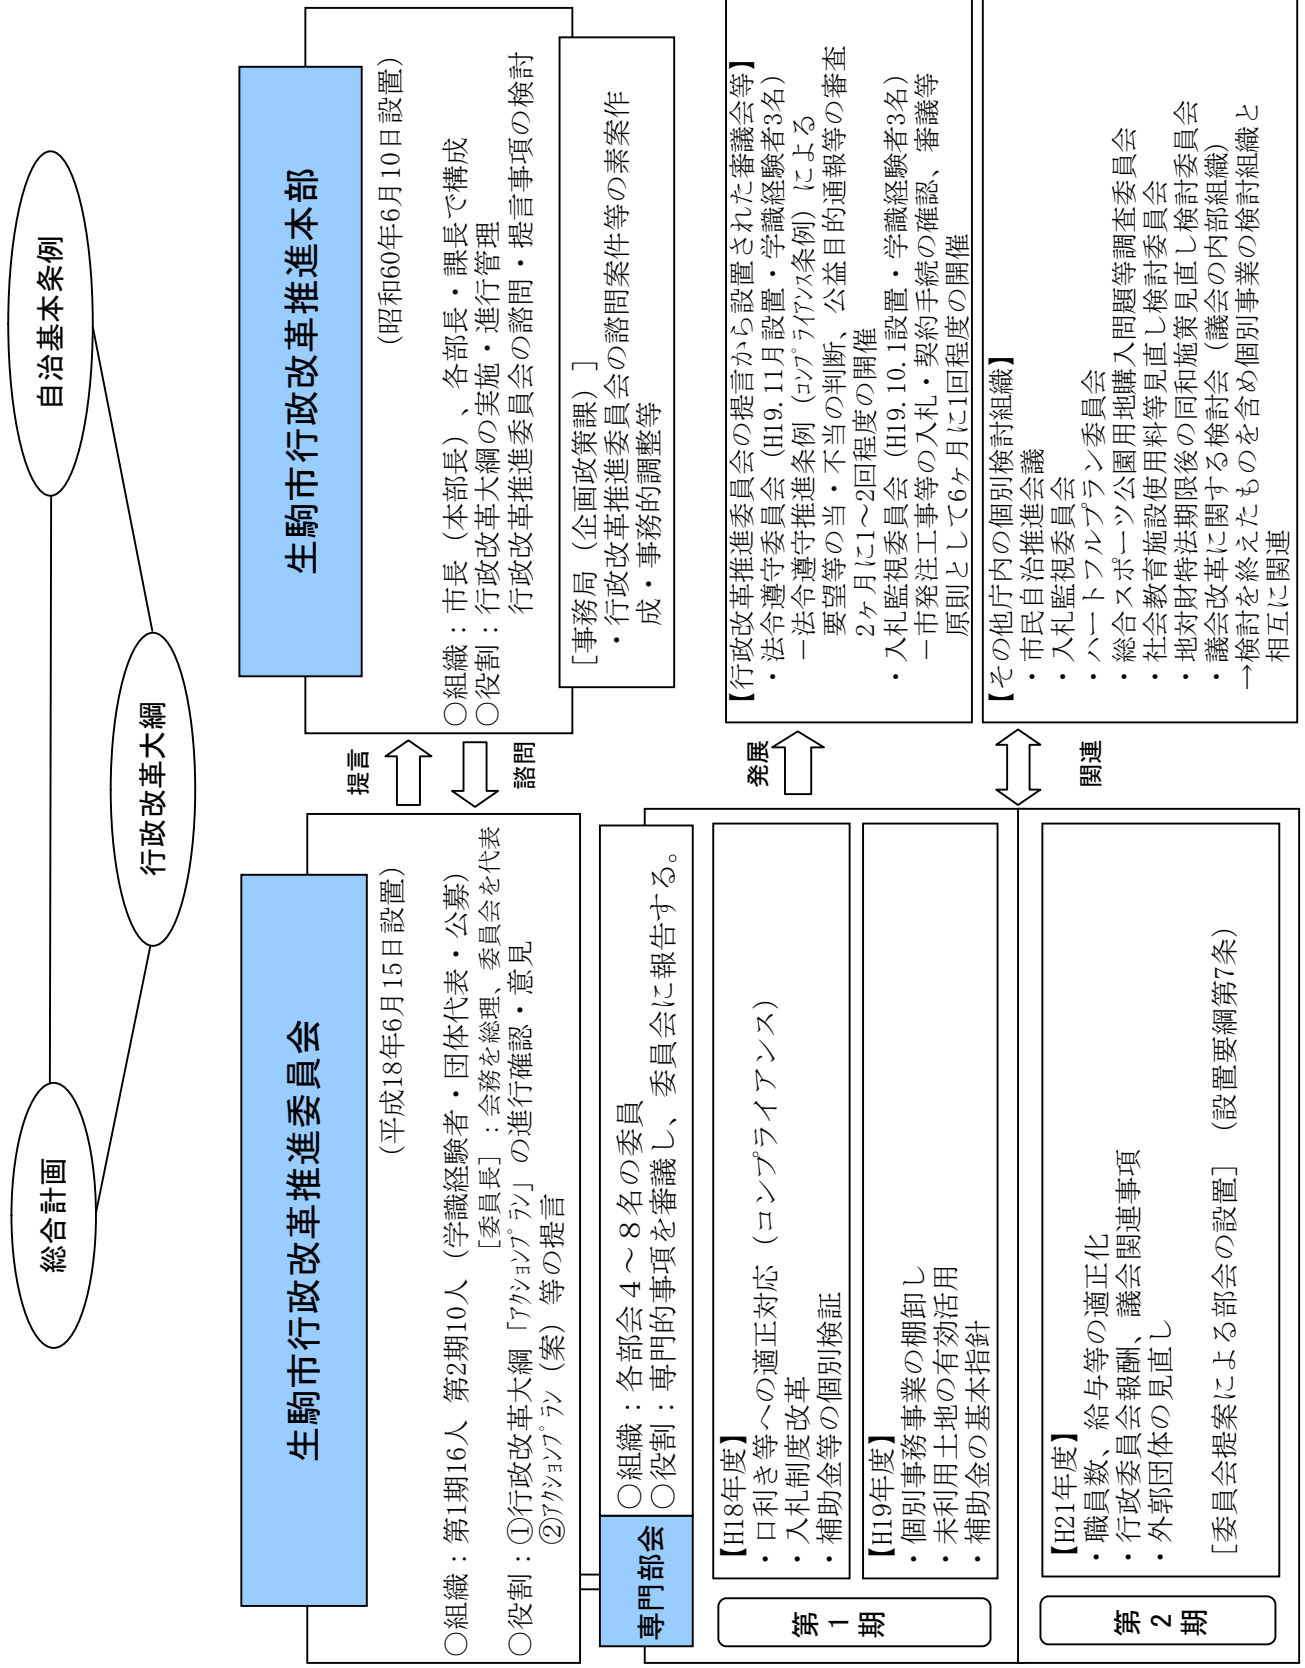 総合計画
自治基本条例
行政改革大綱
生駒市行政改革推進委員会
(平成18年6月15日設置)
○組織：第1期16人 第2期10人（学識経験者・団体代表・公募）
［委員長］：会務を総理、委員会を代表
○役割：①行政改革大綱「ｱｸｼｮﾝﾌﾟﾗﾝ」の進行確認・意見
②ｱｸｼｮﾝﾌﾟﾗﾝ（案）等の提言
提言
諮問
生駒市行政改革推進本部
(昭和60年6月10日設置)
○組織：市長（本部長）、各部長・課長で構成
○役割：行政改革大綱の実施・進行管理
行政改革推進委員会の諮問・提言事項の検討
［事務局（企画政策課）］
・行政改革推進委員会の諮問案件等の素案作
成・事務的調整等
専門部会
○組織：各部会４～８名の委員
○役割：専門的事項を審議し、委員会に報告する。
第
1
期
【H18年度】
・口利き等への適正対応（コンプライアンス）
・入札制度改革
・補助金等の個別検証
【H19年度】
・個別事務事業の棚卸し
・未利用土地の有効活用
・補助金の基本指針
第
2
期
【H21年度】
・職員数、給与等の適正化
・行政委員会報酬、議会関連事項
・外郭団体の見直し
［委員会提案による部会の設置］ （設置要綱第7条）
発展
関連
【行政改革推進委員会の提言から設置された審議会等】
・法令遵守委員会（H19.11月設置・学識経験者3名）
－法令遵守推進条例（ｺﾝﾌﾟﾗｲｱﾝｽ条例）による
要望等の当・不当の判断、公益目的通報等の審査
2ヶ月に1～2回程度の開催
・入札監視委員会（H19.10.1設置・学識経験者3名）
－市発注工事等の入札・契約手続の確認、審議等
原則として6ヶ月に1回程度の開催
【その他庁内の個別検討組織】
・市民自治推進会議
・入札監視委員会
・ハートフルプラン委員会
・総合スポーツ公園用地購入問題等調査委員会
・社会教育施設使用料等見直し検討委員会
・地対財特法期限後の同和施策見直し検討委員会
・議会改革に関する検討会（議会の内部組織）
→検討を終えたものを含め個別事業の検討組織と
相互に関連